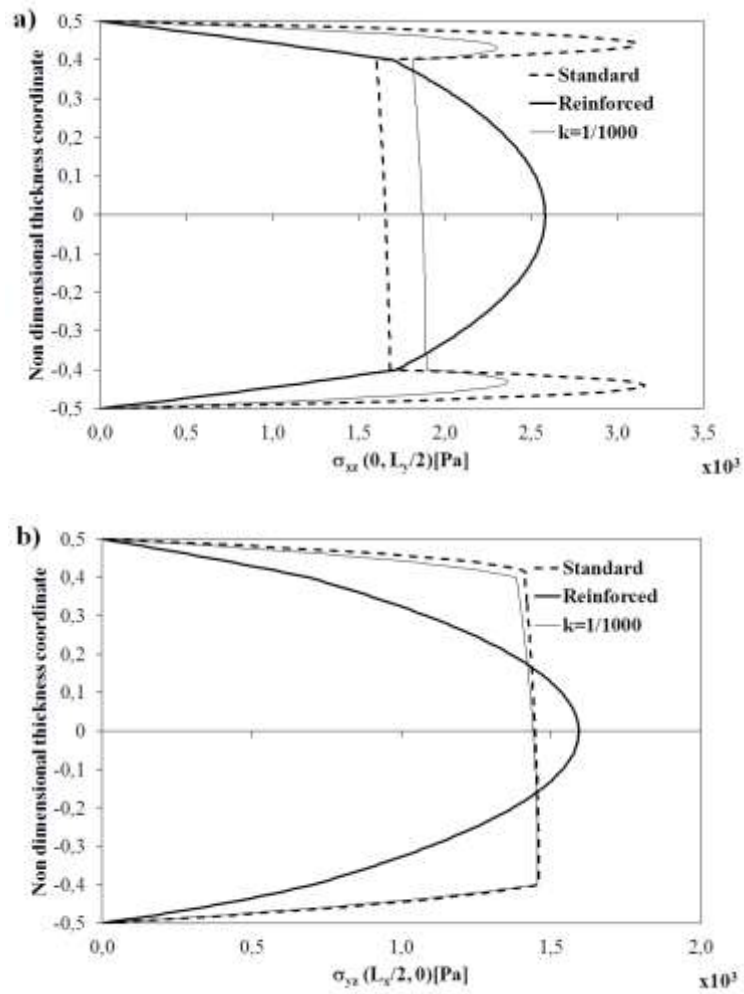 a)
Non dimensional thickness coordinate
0,5
0,4
0,3
0,2
0,1
0
-0,1
-0,2
-0,3
-0,4
-0,5
Standard
Reinforced
k=1/1000
0,0 0,5 1,0 1,5 2,0 2,5 3,0 3,5
σxz (0, Ly/2)[Pa]
x10³
b)
Non dimensional thickness coordinate
0,5
0,4
0,3
0,2
0,1
0
-0,1
-0,2
-0,3
-0,4
-0,5
Standard
Reinforced
k=1/1000
0,0 0,5 1,0 1,5 2,0
σyz (Lx/2, 0)[Pa]
x10³